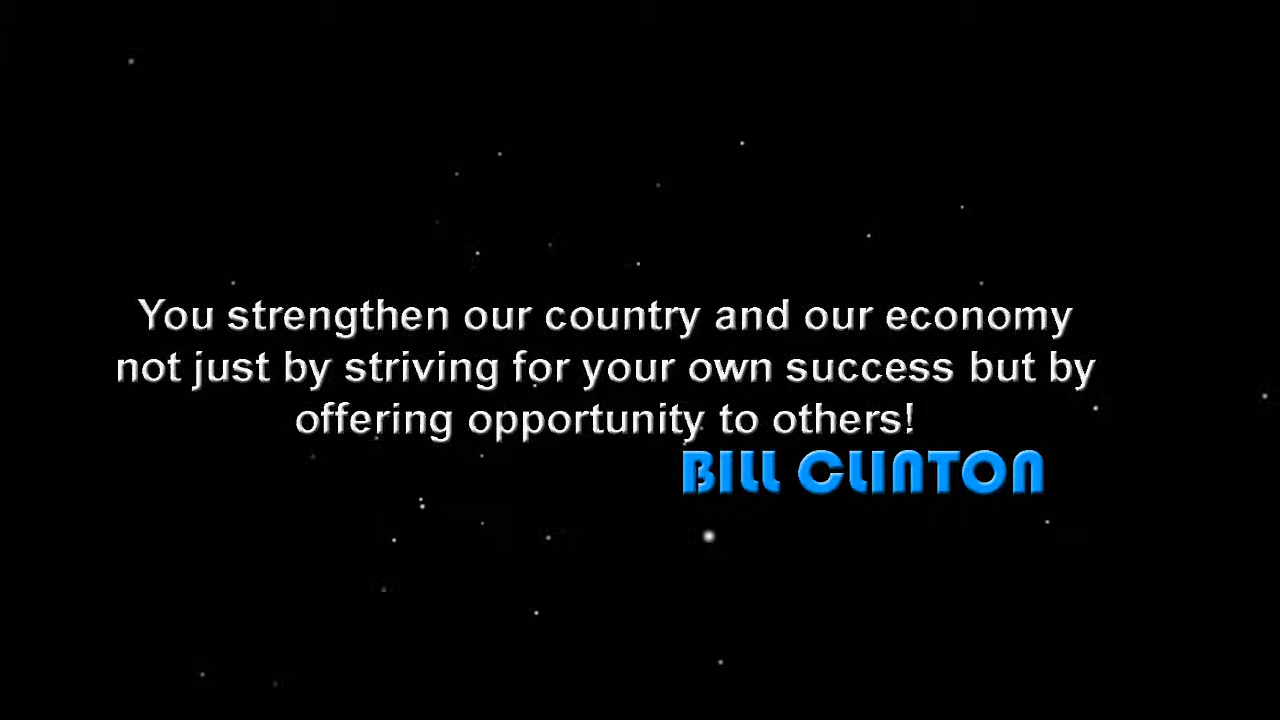 You strengthen our country and our economy
not just by striving for your own success but by
offering opportunity to others!
BILL CLINTON